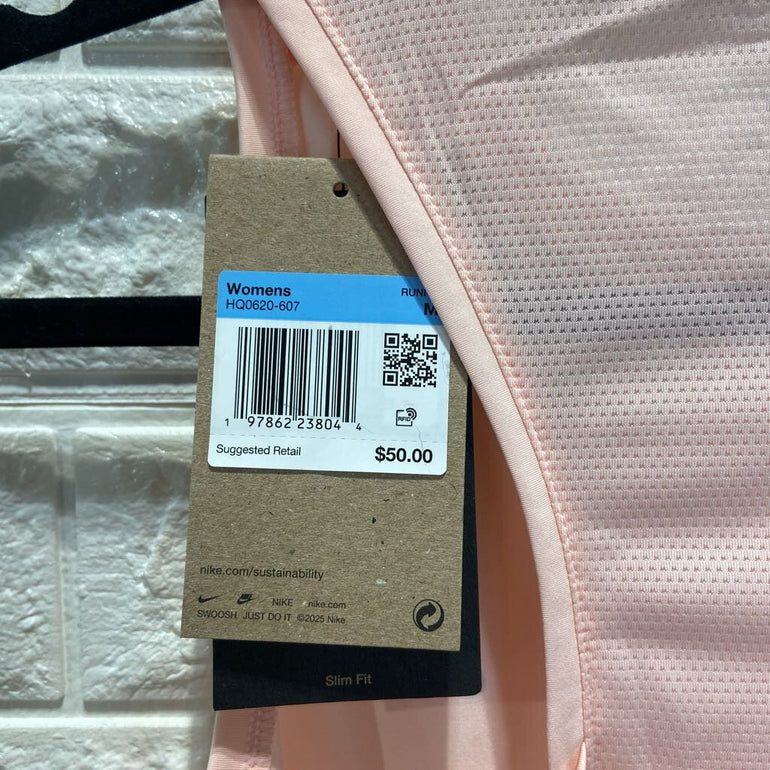 Womens
HQ0620-607
M
1 97862 23804 4
RFID
Suggested Retail $50.00
nike.com/sustainability
NIKE nike.com
SWOOSH JUST DO IT ©2025 Nike
Slim Fit